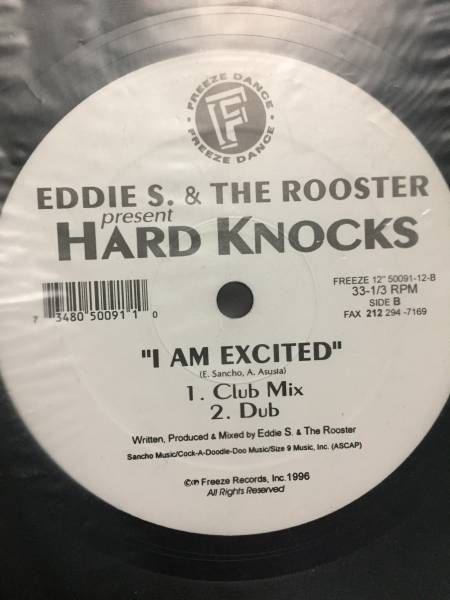 FREEZE DANCE • FREEZE DANCE •
F
EDDIE S. & THE ROOSTER
present
HARD KNOCKS
7 34805 0091 1 0
FREEZE 12" 50091-12-B
33-1/3 RPM
SIDE B
FAX 212 294 -7169
"I AM EXCITED"
(E. Sancho, A. Asusta)
1. Club Mix
2. Dub
Written, Produced & Mixed by Eddie S. & The Rooster
Sancho Music/Cock-A-Doodle-Doo Music/Size 9 Music, Inc. (ASCAP)
©℗ Freeze Records, Inc. 1996
All Rights Reserved